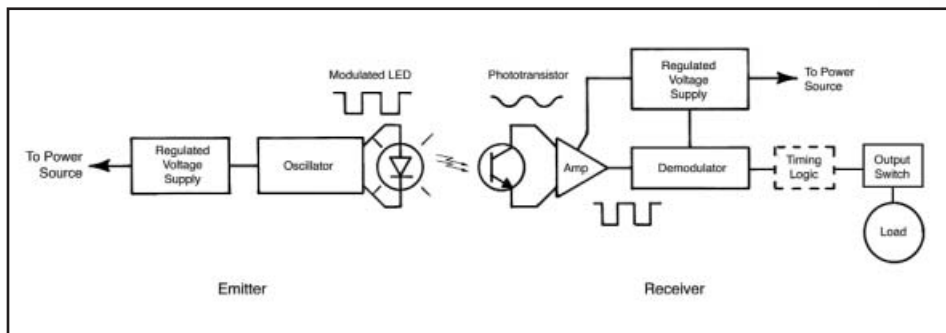 Modulated LED
Phototransistor
Regulated
Voltage
Supply
To Power
Source
To Power
Source
Regulated
Voltage
Supply
Oscillator
Amp
Demodulator
Timing
Logic
Output
Switch
Load
Emitter
Receiver